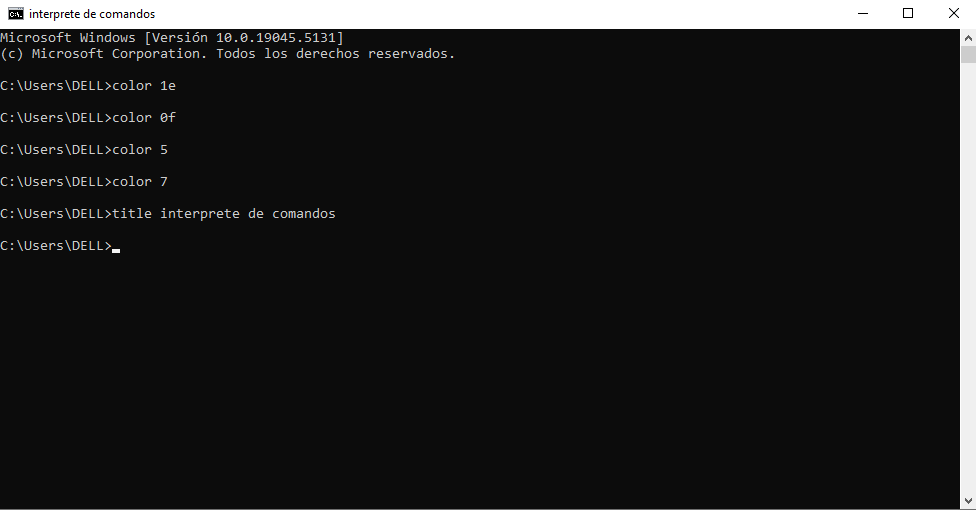 interprete de comandos
Microsoft Windows [Versión 10.0.19045.5131]
(c) Microsoft Corporation. Todos los derechos reservados.
C:\Users\DELL>color 1e
C:\Users\DELL>color 0f
C:\Users\DELL>color 5
C:\Users\DELL>color 7
C:\Users\DELL>title interprete de comandos
C:\Users\DELL>